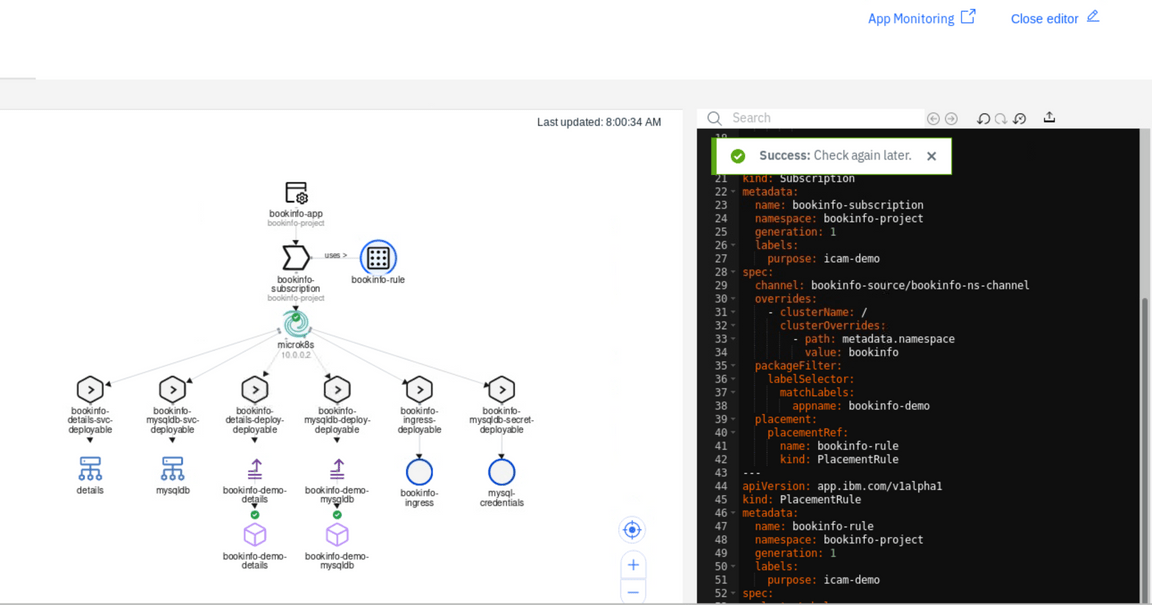 App Monitoring
Close editor
Last updated: 8:00:34 AM
bookinfo-app
bookinfo-project
uses >
bookinfo-
subscription
bookinfo-project
bookinfo-rule
microk8s
10.0.0.2
bookinfo-
details-svc-
deployable
bookinfo-
mysqldb-svc-
deployable
bookinfo-
details-deploy-
deployable
bookinfo-
mysqldb-deploy-
deployable
bookinfo-
ingress-
deployable
bookinfo-
mysqldb-secret-
deployable
details
mysqldb
bookinfo-demo-
details
bookinfo-demo-
mysqldb
bookinfo-
ingress
mysql-
credentials
bookinfo-demo-
details
bookinfo-demo-
mysqldb
Search
Success: Check again later.
21 kind: Subscription
22 metadata:
23 name: bookinfo-subscription
24 namespace: bookinfo-project
25 generation: 1
26 labels:
27 purpose: icam-demo
28 spec:
29 channel: bookinfo-source/bookinfo-ns-channel
30 overrides:
31 - clusterName: /
32 clusterOverrides:
33 - path: metadata.namespace
34 value: bookinfo
35 packageFilter:
36 labelSelector:
37 matchLabels:
38 appname: bookinfo-demo
39 placement:
40 placementRef:
41 name: bookinfo-rule
42 kind: PlacementRule
43 ---
44 apiVersion: app.ibm.com/v1alpha1
45 kind: PlacementRule
46 metadata:
47 name: bookinfo-rule
48 namespace: bookinfo-project
49 generation: 1
50 labels:
51 purpose: icam-demo
52 spec: